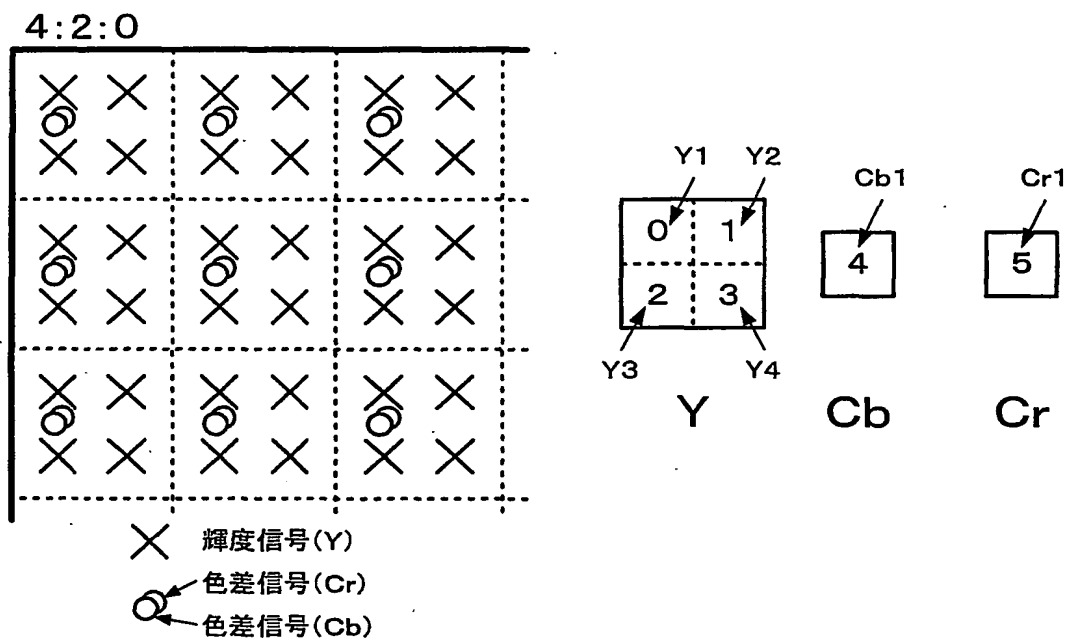 4:2:0
Y1 Y2
Cb1 Cr1
0 1
4 5
2 3
Y3 Y4
Y Cb Cr
輝度信号(Y)
色差信号(Cr)
色差信号(Cb)